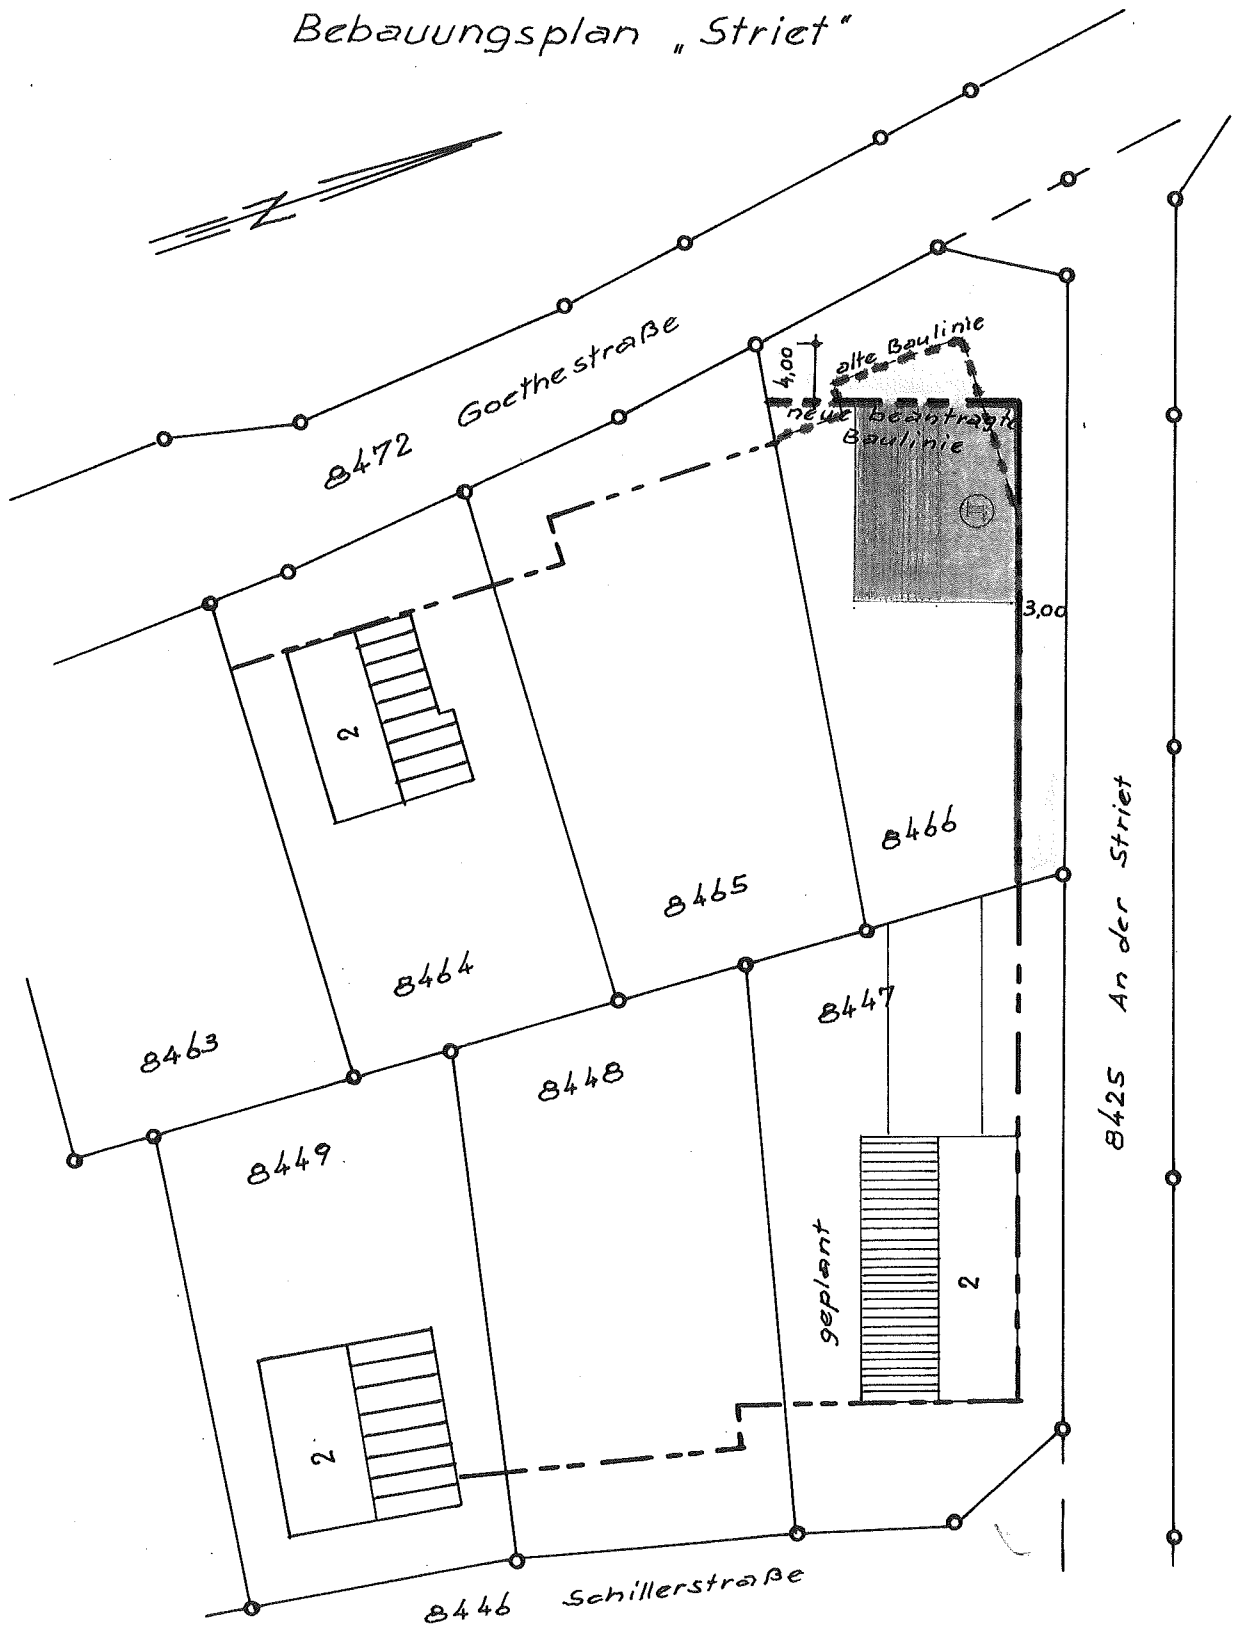 Bebauungsplan „Striet“
N
Goethestraße
8472
4,00
alte Baulinie
neue beantragte
Baulinie
3,00
2
8466
8465
8464
8463
8447
8448
8449
8425 An der Striet
geplant
2
2
8446 Schillerstraße